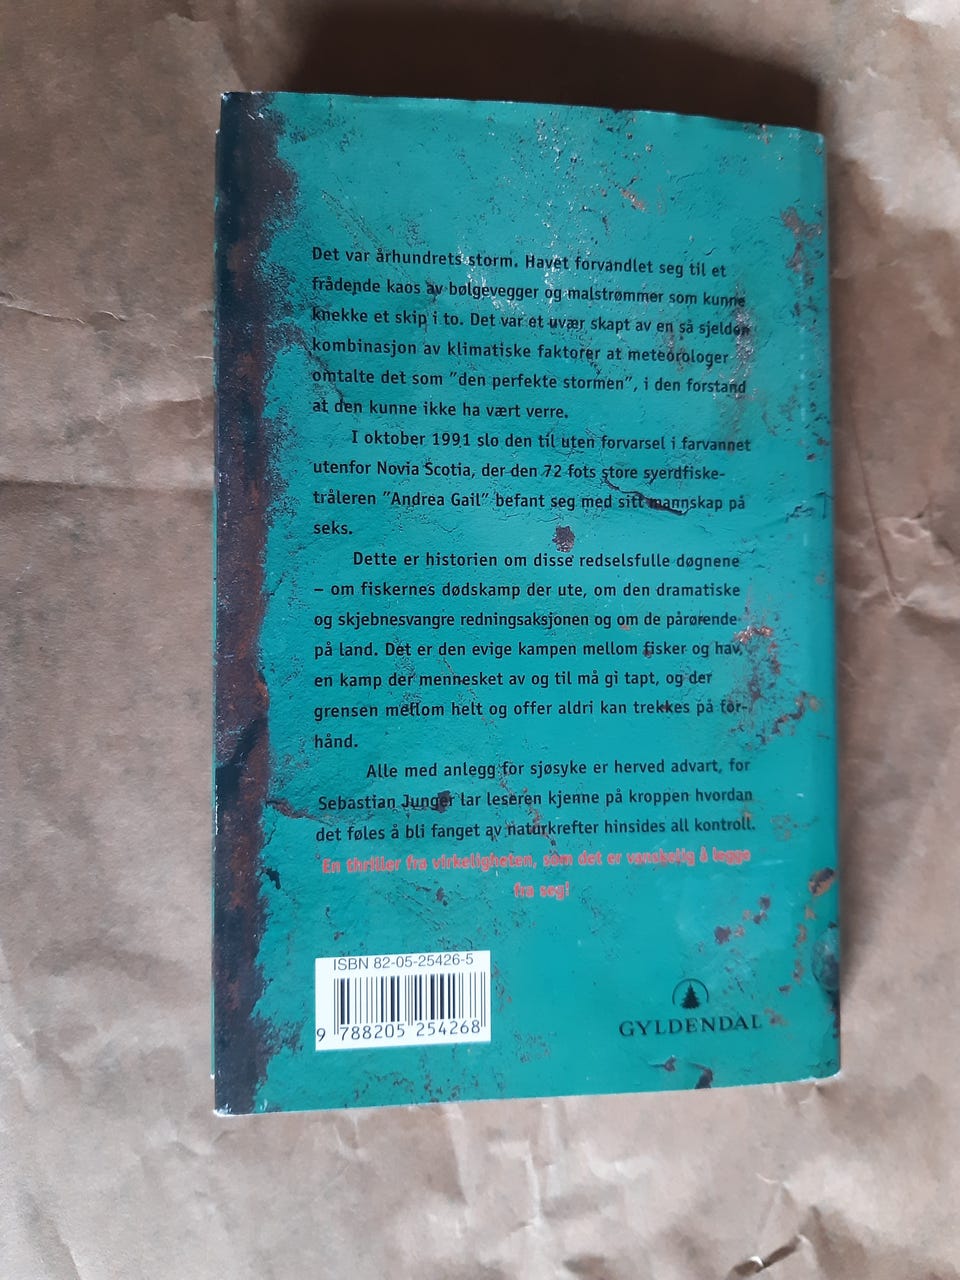 Det var århundrets storm. Havet forvandlet seg til et
frådende kaos av bølgevegger og malstrømmer som kunne
knekke et skip i to. Det var et uvær skapt av en så sjelden
kombinasjon av klimatiske faktorer at meteorologer
omtalte det som "den perfekte stormen", i den forstand
at den kunne ikke ha vært verre.
I oktober 1991 slo den til uten forvarsel i farvannet
utenfor Novia Scotia, der den 72 fots store sverdfiske-
tråleren "Andrea Gail" befant seg med sitt mannskap på
seks.
Dette er historien om disse redselsfulle døgnene
– om fiskernes dødskamp der ute, om den dramatiske
og skjebnesvangre redningsaksjonen og om de pårørende
på land. Det er den evige kampen mellom fisker og hav,
en kamp der mennesket av og til må gi tapt, og der
grensen mellom helt og offer aldri kan trekkes på for-
hånd.
Alle med anlegg for sjøsyke er herved advart, for
Sebastian Junger lar leseren kjenne på kroppen hvordan
det føles å bli fanget av naturkrefter hinsides all kontroll.
En thriller fra virkeligheten, som det er vanskelig å legge
fra seg!
ISBN 82-05-25426-5
9 788205 254268
GYLDENDAL